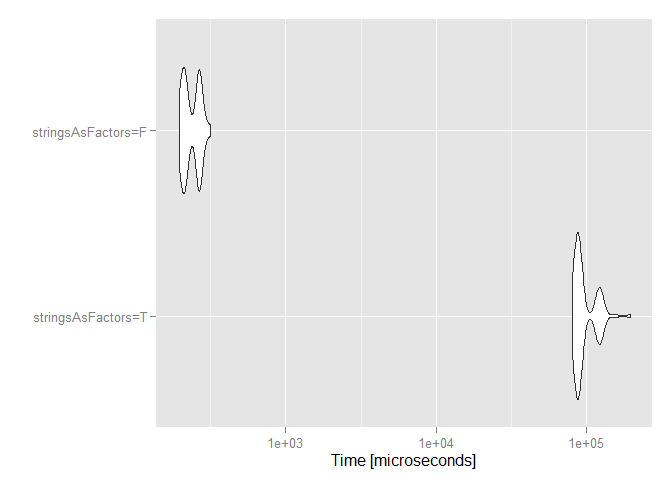 stringsAsFactors=F
stringsAsFactors=T
1e+03 1e+04 1e+05
Time [microseconds]